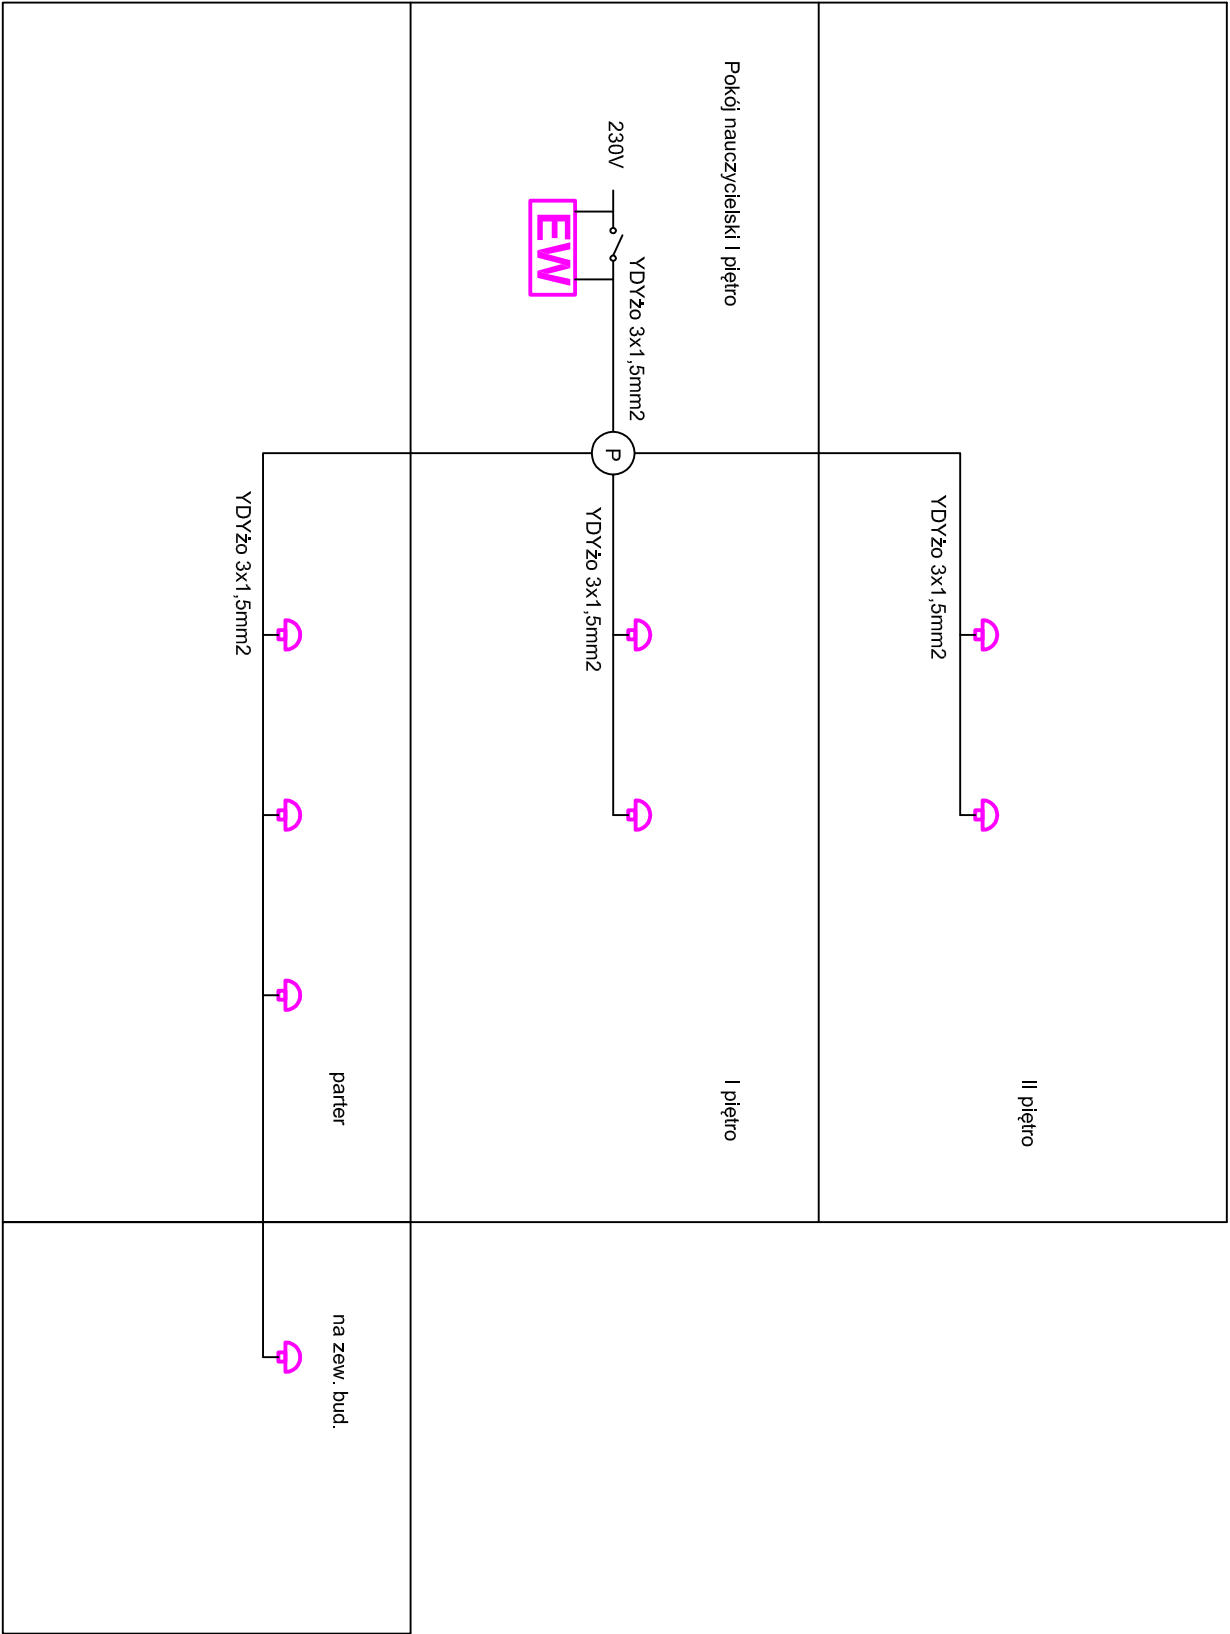 II piętro
YDYżo 3x1,5mm2
Pokój nauczycielski I piętro
I piętro
230V
YDYżo 3x1,5mm2
P
YDYżo 3x1,5mm2
EW
parter
na zew. bud.
YDYżo 3x1,5mm2